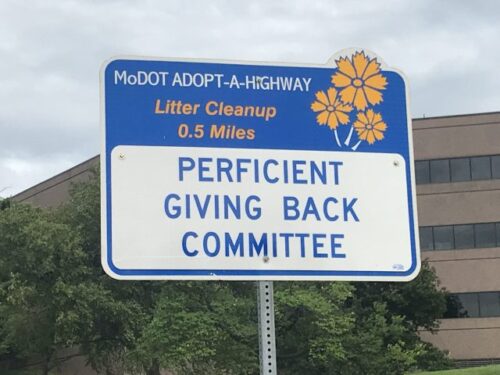 MoDOT ADOPT-A-HIGHWAY
Litter Cleanup
0.5 Miles
PERFICIENT
GIVING BACK
COMMITTEE